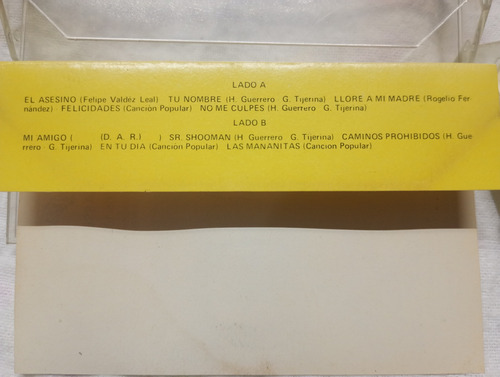 LADO A
EL ASESINO (Felipe Valdéz Leal) TU NOMBRE (H. Guerrero G. Tijerina) LLORE A MI MADRE (Rogelio Fer
nández) FELICIDADES (Canción Popular) NO ME CULPES (H. Guerrero G. Tijerina)
LADO B
MI AMIGO ( (D. A. R.) ) SR. SHOOMAN (H. Guerrero G. Tijerina) CAMINOS PROHIBIDOS (H. Gue
rrero G. Tijerina) EN TU DIA (Canción Popular) LAS MAÑANITAS (Canción Popular)